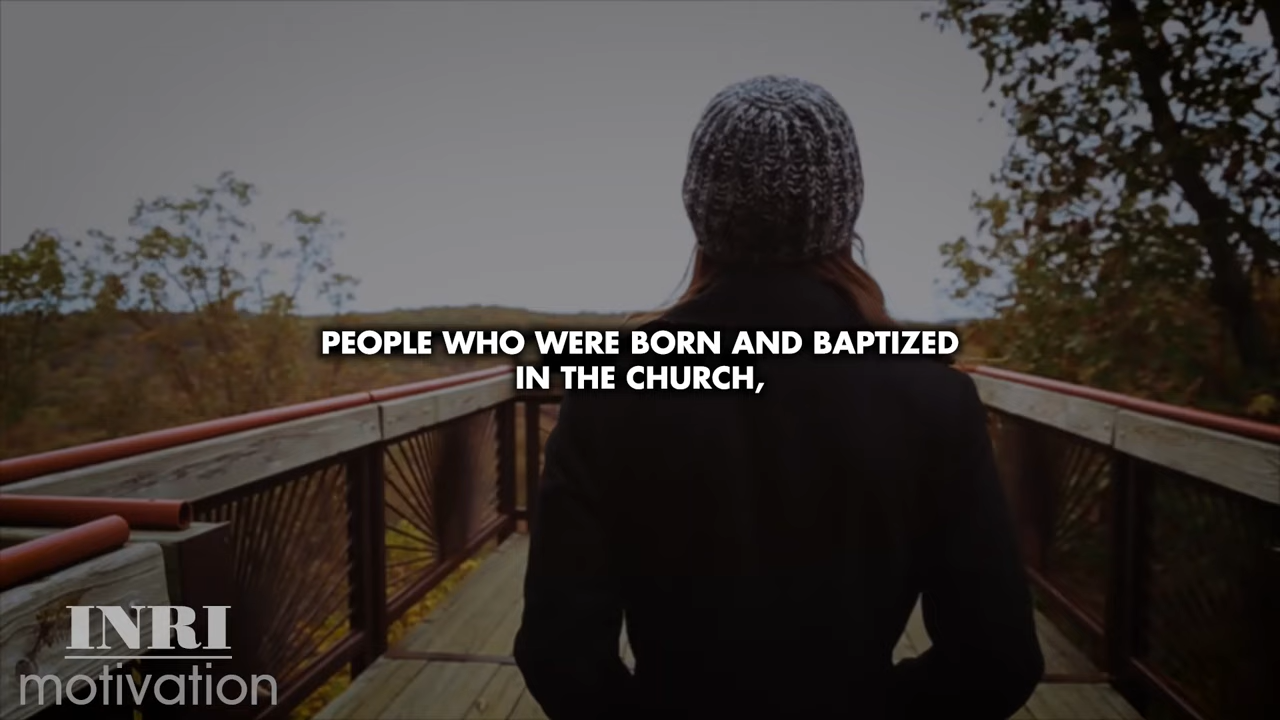 PEOPLE WHO WERE BORN AND BAPTIZED
IN THE CHURCH,
INRI
motivation